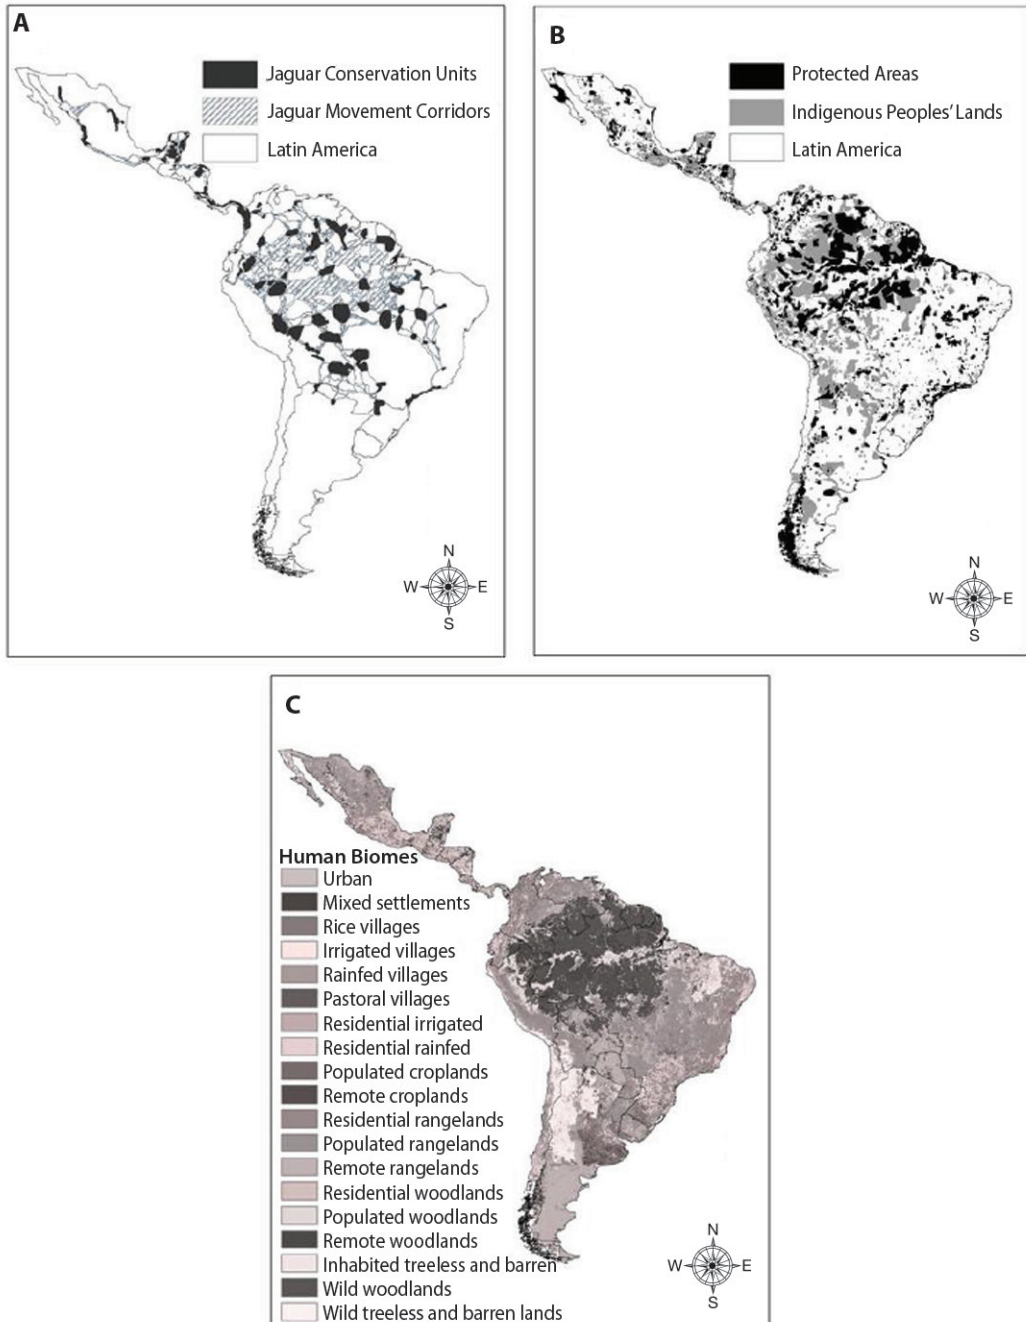 A
Jaguar Conservation Units
Jaguar Movement Corridors
Latin America
N
W E
S
B
Protected Areas
Indigenous Peoples' Lands
Latin America
N
W E
S
C
Human Biomes
Urban
Mixed settlements
Rice villages
Irrigated villages
Rainfed villages
Pastoral villages
Residential irrigated
Residential rainfed
Populated croplands
Remote croplands
Residential rangelands
Populated rangelands
Remote rangelands
Residential woodlands
Populated woodlands
Remote woodlands
Inhabited treeless and barren
Wild woodlands
Wild treeless and barren lands
N
W E
S